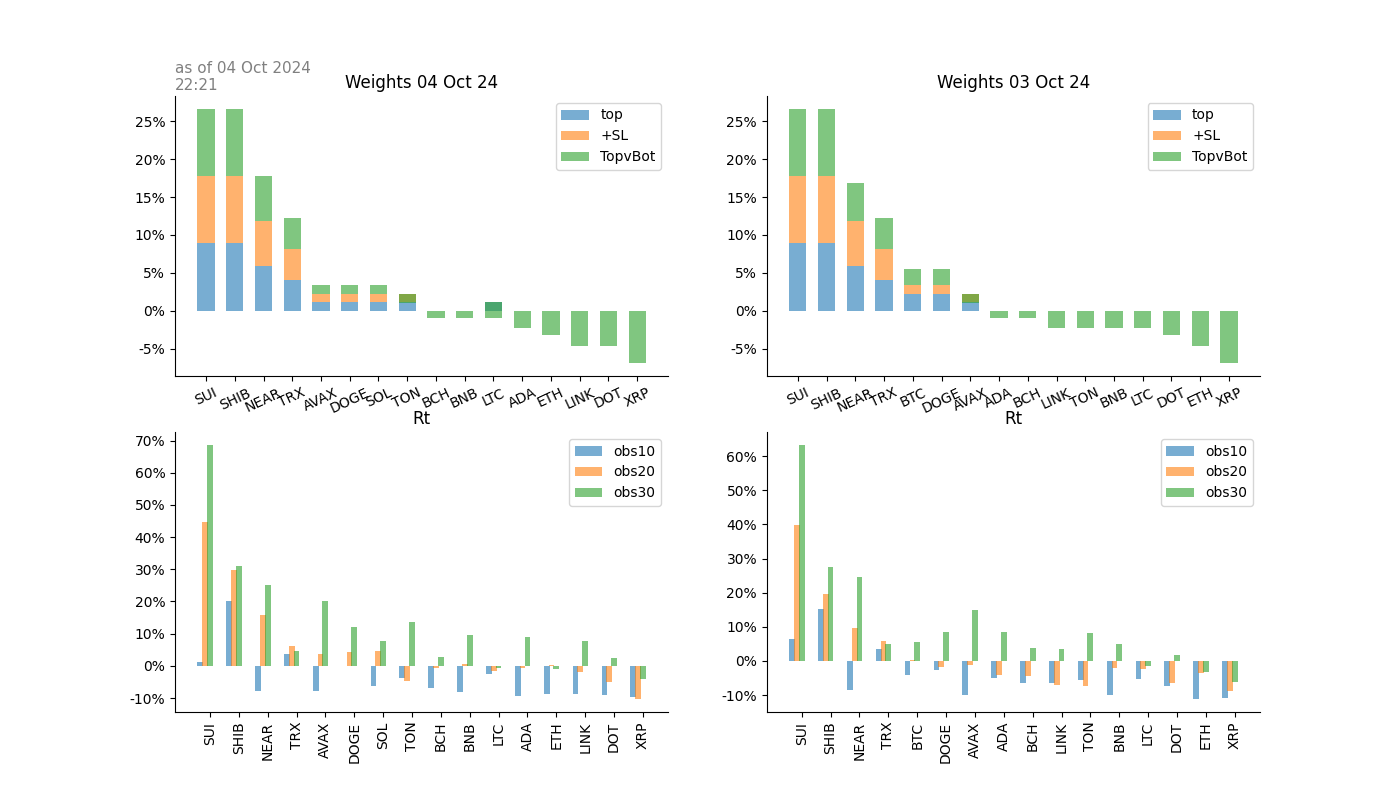 as of 04 Oct 2024
22:21
Weights 04 Oct 24
25%
20%
15%
10%
5%
0%
-5%
top
+SL
TopvBot
SUI SHIB NEAR TRX AVAX DOGE SOL TON BCH BNB LTC ADA ETH LINK DOT XRP
Weights 03 Oct 24
25%
20%
15%
10%
5%
0%
-5%
top
+SL
TopvBot
SUI SHIB NEAR TRX BTC DOGE AVAX ADA BCH LINK TON BNB LTC DOT ETH XRP
Rt
70%
60%
50%
40%
30%
20%
10%
0%
-10%
obs10
obs20
obs30
SUI SHIB NEAR TRX AVAX DOGE SOL TON BCH BNB LTC ADA ETH LINK DOT XRP
Rt
60%
50%
40%
30%
20%
10%
0%
-10%
obs10
obs20
obs30
SUI SHIB NEAR TRX BTC DOGE AVAX ADA BCH LINK TON BNB LTC DOT ETH XRP